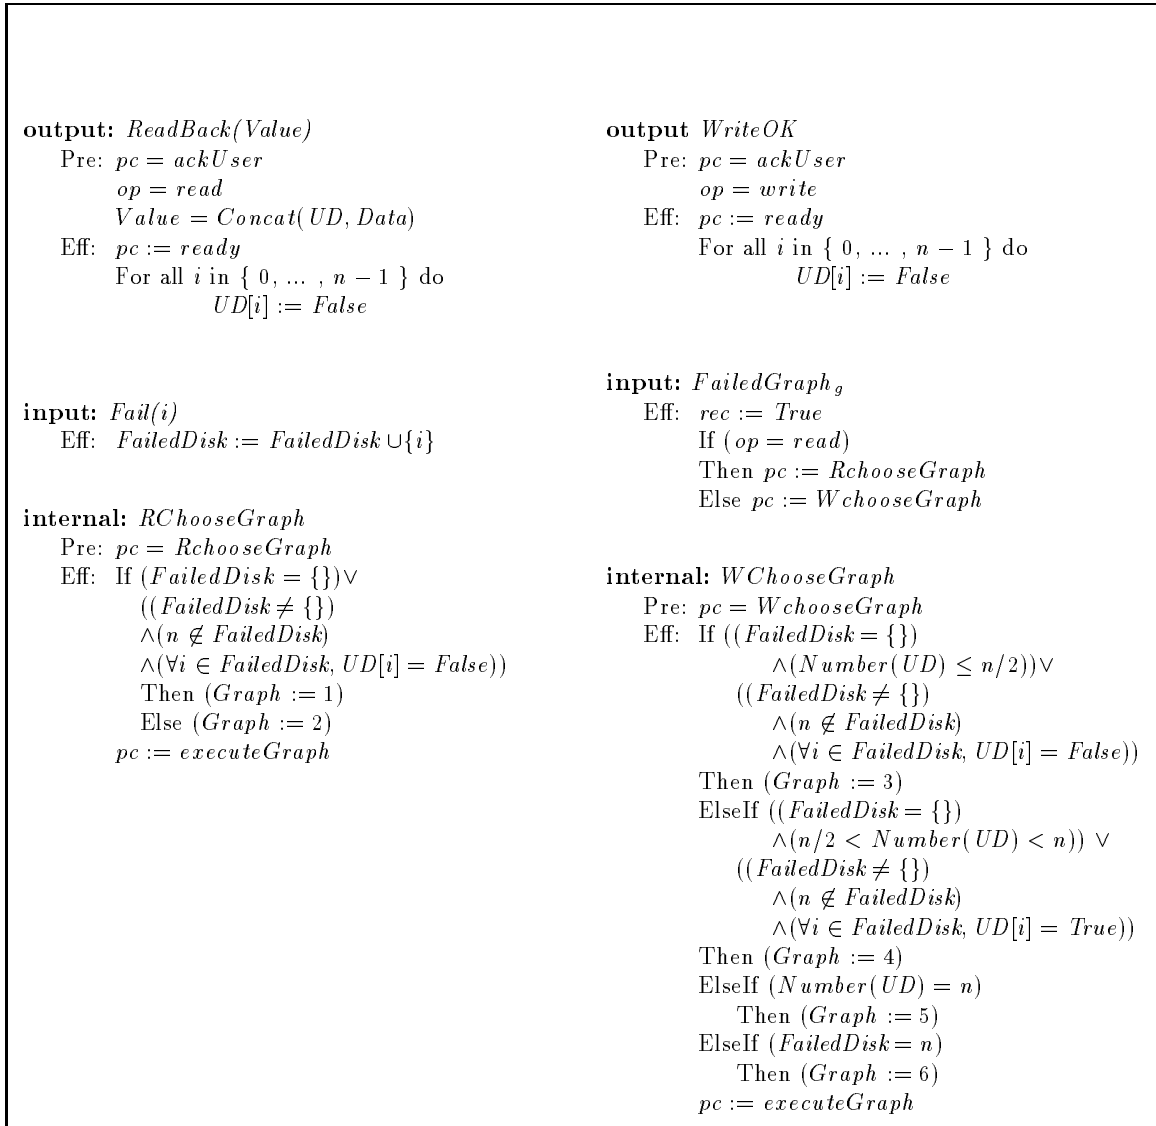 output: ReadBack(Value)
Pre: pc = ackUser
op = read
Value = Concat(UD, Data)
Eff: pc := ready
For all i in { 0, ... , n − 1 } do
UD[i] := False
input: Fail(i)
Eff: FailedDisk := FailedDisk ∪{i}
internal: RChooseGraph
Pre: pc = RchooseGraph
Eff: If (FailedDisk = {})∨
((FailedDisk ≠ {})
∧(n ∉ FailedDisk)
∧(∀i ∈ FailedDisk, UD[i] = False))
Then (Graph := 1)
Else (Graph := 2)
pc := executeGraph
output WriteOK
Pre: pc = ackUser
op = write
Eff: pc := ready
For all i in { 0, ... , n − 1 } do
UD[i] := False
input: FailedGraph_g
Eff: rec := True
If (op = read)
Then pc := RchooseGraph
Else pc := WchooseGraph
internal: WChooseGraph
Pre: pc = WchooseGraph
Eff: If ((FailedDisk = {})
∧(Number(UD) ≤ n/2))∨
((FailedDisk ≠ {})
∧(n ∉ FailedDisk)
∧(∀i ∈ FailedDisk, UD[i] = False))
Then (Graph := 3)
ElseIf ((FailedDisk = {})
∧(n/2 < Number(UD) < n)) ∨
((FailedDisk ≠ {})
∧(n ∉ FailedDisk)
∧(∀i ∈ FailedDisk, UD[i] = True))
Then (Graph := 4)
ElseIf (Number(UD) = n)
Then (Graph := 5)
ElseIf (FailedDisk = n)
Then (Graph := 6)
pc := executeGraph